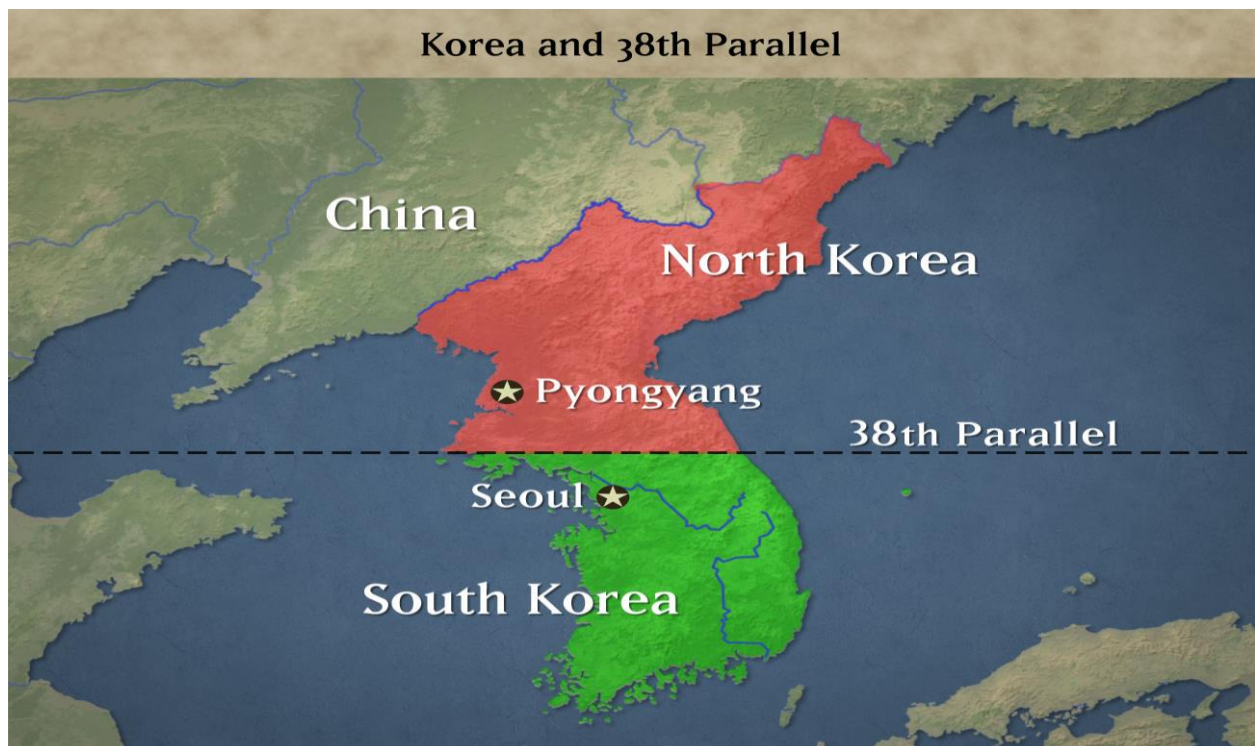 Korea and 38th Parallel
China
North Korea
Pyongyang
38th Parallel
Seoul
South Korea